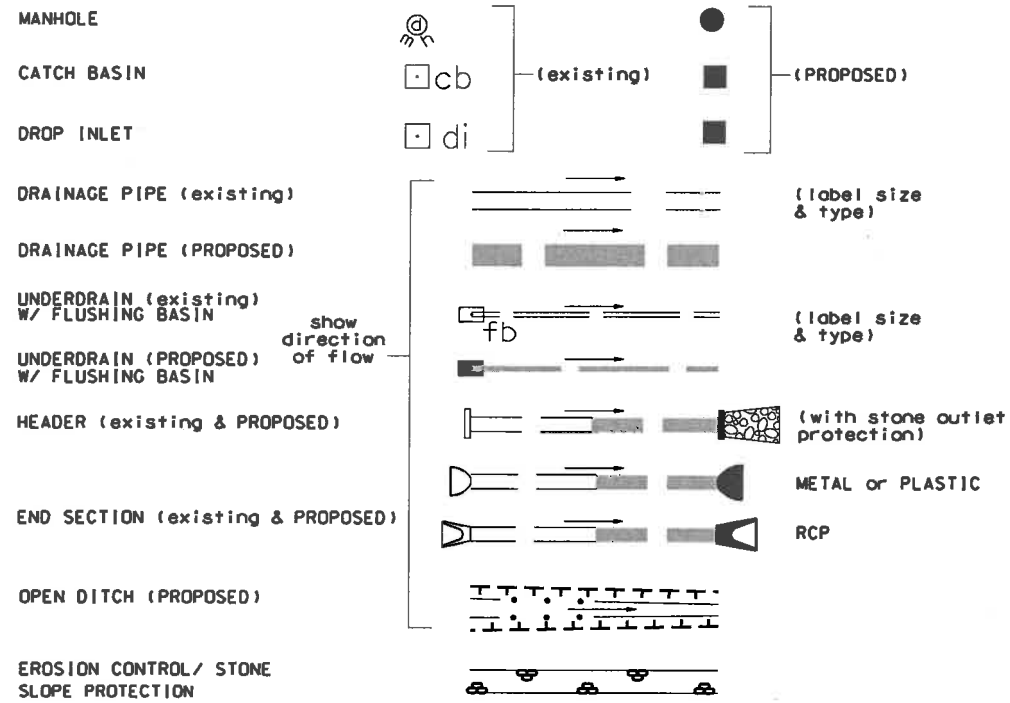 MANHOLE
d
mh
CATCH BASIN
cb
(existing)
(PROPOSED)
DROP INLET
di
DRAINAGE PIPE (existing)
(label size
& type)
DRAINAGE PIPE (PROPOSED)
UNDERDRAIN (existing)
W/ FLUSHING BASIN
fb
(label size
& type)
show
direction
of flow
UNDERDRAIN (PROPOSED)
W/ FLUSHING BASIN
HEADER (existing & PROPOSED)
(with stone outlet
protection)
METAL or PLASTIC
END SECTION (existing & PROPOSED)
RCP
OPEN DITCH (PROPOSED)
EROSION CONTROL/ STONE
SLOPE PROTECTION